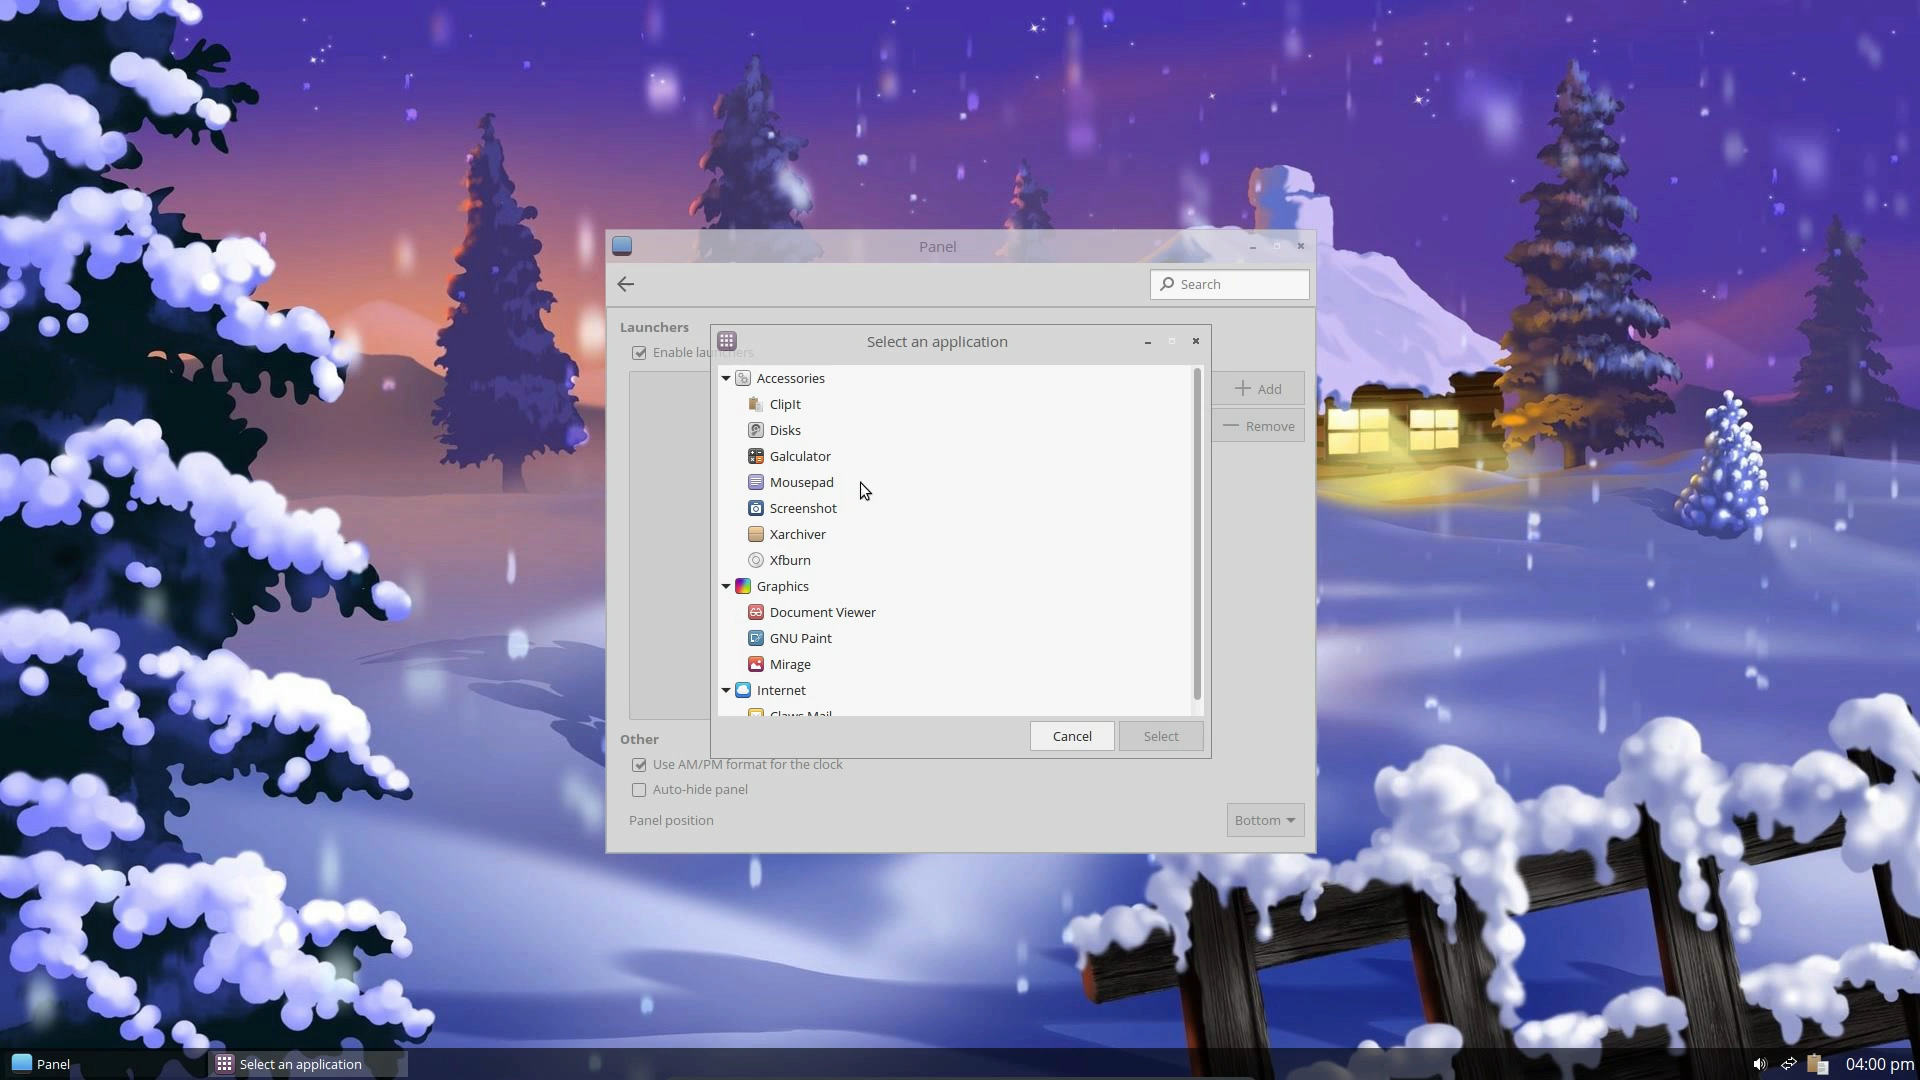 Panel
Search
Launchers
Enable launchers
Select an application
Accessories
ClipIt
Disks
Galculator
Mousepad
Screenshot
Xarchiver
Xfburn
Graphics
Document Viewer
GNU Paint
Mirage
Internet
Claws Mail
Cancel
Select
Add
Remove
Other
Use AM/PM format for the clock
Auto-hide panel
Panel position
Bottom
Panel
Select an application
04:00 pm